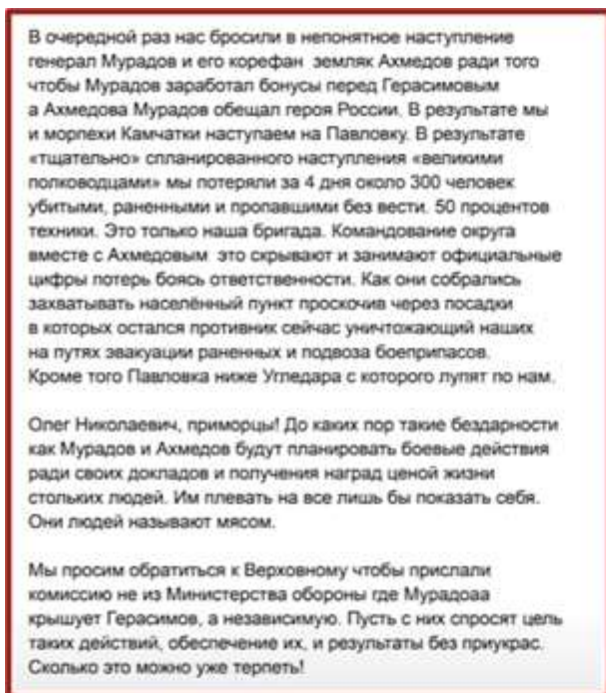 В очередной раз нас бросили в непонятное наступление
генерал Мурадов и его корефан земляк Ахмедов ради того
чтобы Мурадов заработал бонусы перед Герасимовым
а Ахмедова Мурадов обещал героя России. В результате мы
и морпехи Камчатки наступаем на Павловку. В результате
«тщательно» спланированного наступления «великими
полководцами» мы потеряли за 4 дня около 300 человек
убитыми, раненными и пропавшими без вести. 50 процентов
техники. Это только наша бригада. Командование округа
вместе с Ахмедовым это скрывают и занимают официальные
цифры потерь боясь ответственности. Как они собрались
захватывать населённый пункт проскочив через посадки
в которых остался противник сейчас уничтожающий наших
на путях эвакуации раненных и подвоза боеприпасов.
Кроме того Павловка ниже Угледара с которого лупят по нам.

Олег Николаевич, приморцы! До каких пор такие бездарности
как Мурадов и Ахмедов будут планировать боевые действия
ради своих докладов и получения наград ценой жизни
стольких людей. Им плевать на все лишь бы показать себя.
Они людей называют мясом.

Мы просим обратиться к Верховному чтобы прислали
комиссию не из Министерства обороны где Мурадоаа
крышует Герасимов, а независимую. Пусть с них спросят цель
таких действий, обеспечение их, и результаты без приукрас.
Сколько это можно уже терпеть!